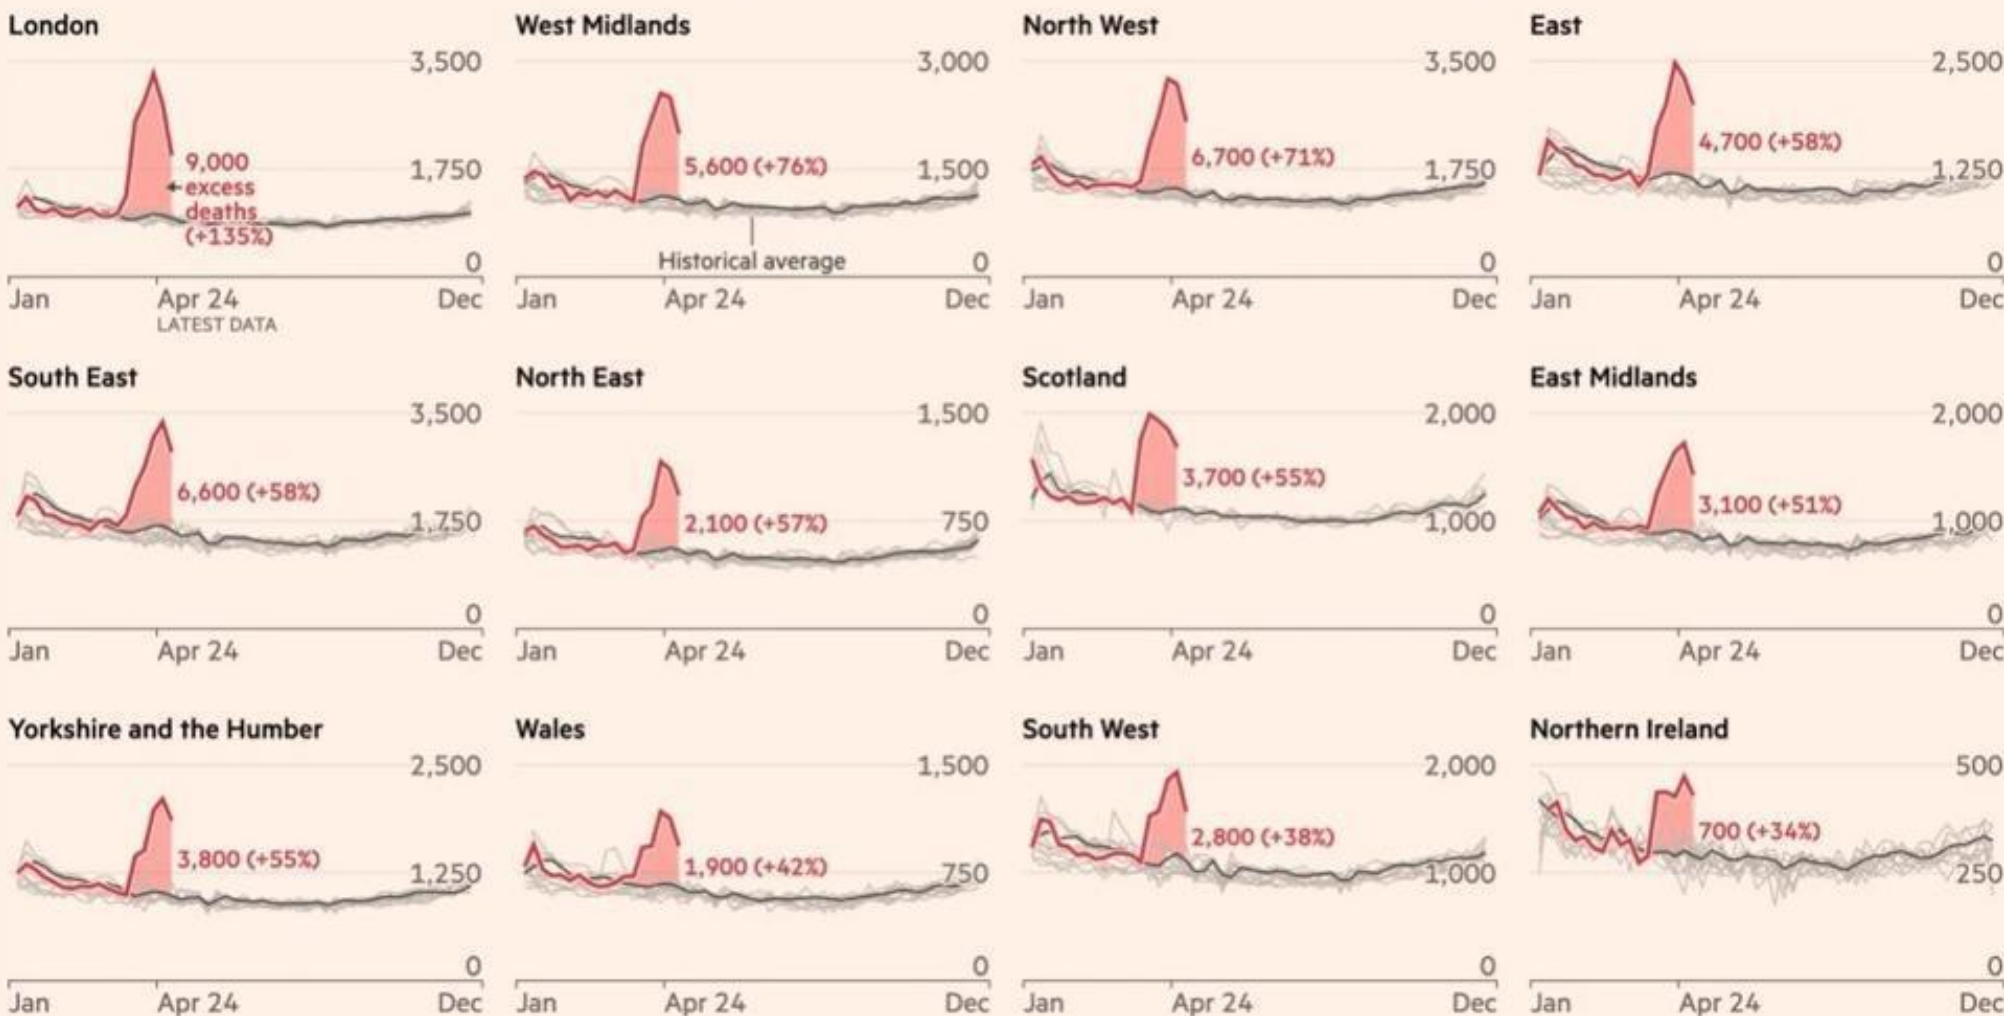 London
3,500
9,000
excess
deaths
(+135%)
1,750
0
Jan
Apr 24
Dec
LATEST DATA
West Midlands
3,000
5,600 (+76%)
1,500
Historical average
0
Jan
Apr 24
Dec
North West
3,500
6,700 (+71%)
1,750
0
Jan
Apr 24
Dec
East
2,500
4,700 (+58%)
1,250
0
Jan
Apr 24
Dec
South East
3,500
6,600 (+58%)
1,750
0
Jan
Apr 24
Dec
North East
1,500
2,100 (+57%)
750
0
Jan
Apr 24
Dec
Scotland
2,000
3,700 (+55%)
1,000
0
Jan
Apr 24
Dec
East Midlands
2,000
3,100 (+51%)
1,000
0
Jan
Apr 24
Dec
Yorkshire and the Humber
2,500
3,800 (+55%)
1,250
0
Jan
Apr 24
Dec
Wales
1,500
1,900 (+42%)
750
0
Jan
Apr 24
Dec
South West
2,000
2,800 (+38%)
1,000
0
Jan
Apr 24
Dec
Northern Ireland
500
700 (+34%)
250
0
Jan
Apr 24
Dec